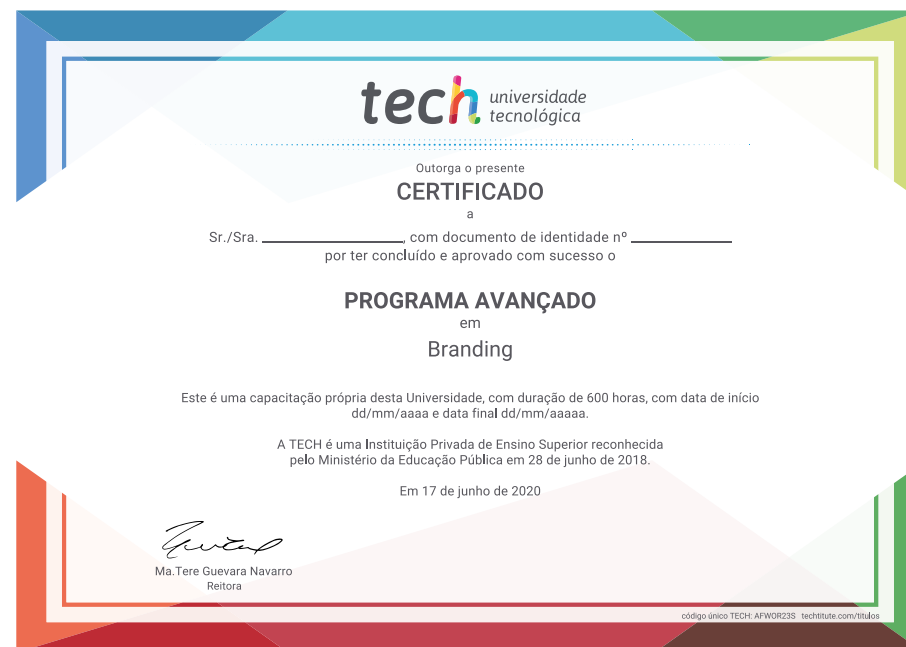 tech universidade
tecnológica
Outorga o presente
CERTIFICADO
a
Sr./Sra. ____________, com documento de identidade nº ____________
por ter concluído e aprovado com sucesso o
PROGRAMA AVANÇADO
em
Branding
Este é uma capacitação própria desta Universidade, com duração de 600 horas, com data de início
dd/mm/aaaa e data final dd/mm/aaaaa.
A TECH é uma Instituição Privada de Ensino Superior reconhecida
pelo Ministério da Educação Pública em 28 de junho de 2018.
Em 17 de junho de 2020
Ma.Tere Guevara Navarro
Reitora
código único TECH: AFWOR23S techtitute.com/titulos